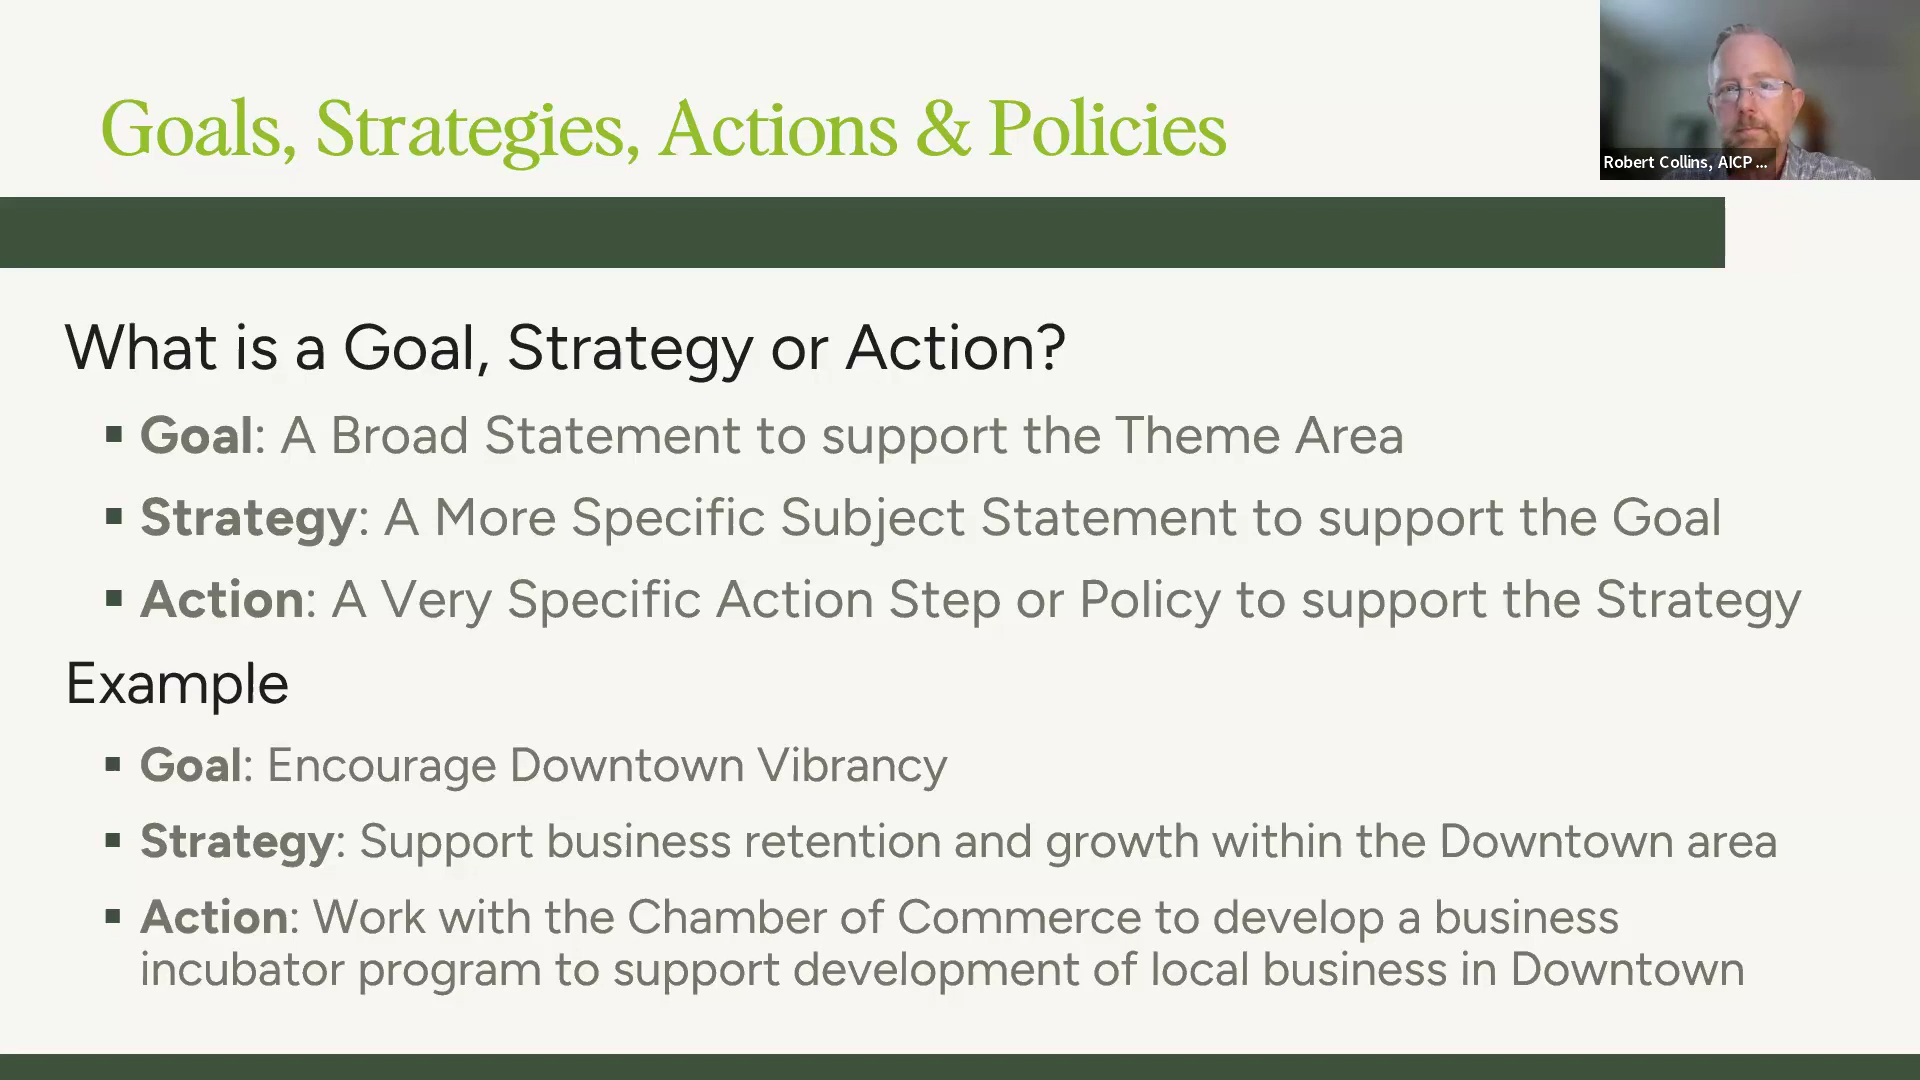 Goals, Strategies, Actions & Policies
Robert Collins, AICP ...
What is a Goal, Strategy or Action?
▪ Goal: A Broad Statement to support the Theme Area
▪ Strategy: A More Specific Subject Statement to support the Goal
▪ Action: A Very Specific Action Step or Policy to support the Strategy
Example
▪ Goal: Encourage Downtown Vibrancy
▪ Strategy: Support business retention and growth within the Downtown area
▪ Action: Work with the Chamber of Commerce to develop a business
incubator program to support development of local business in Downtown